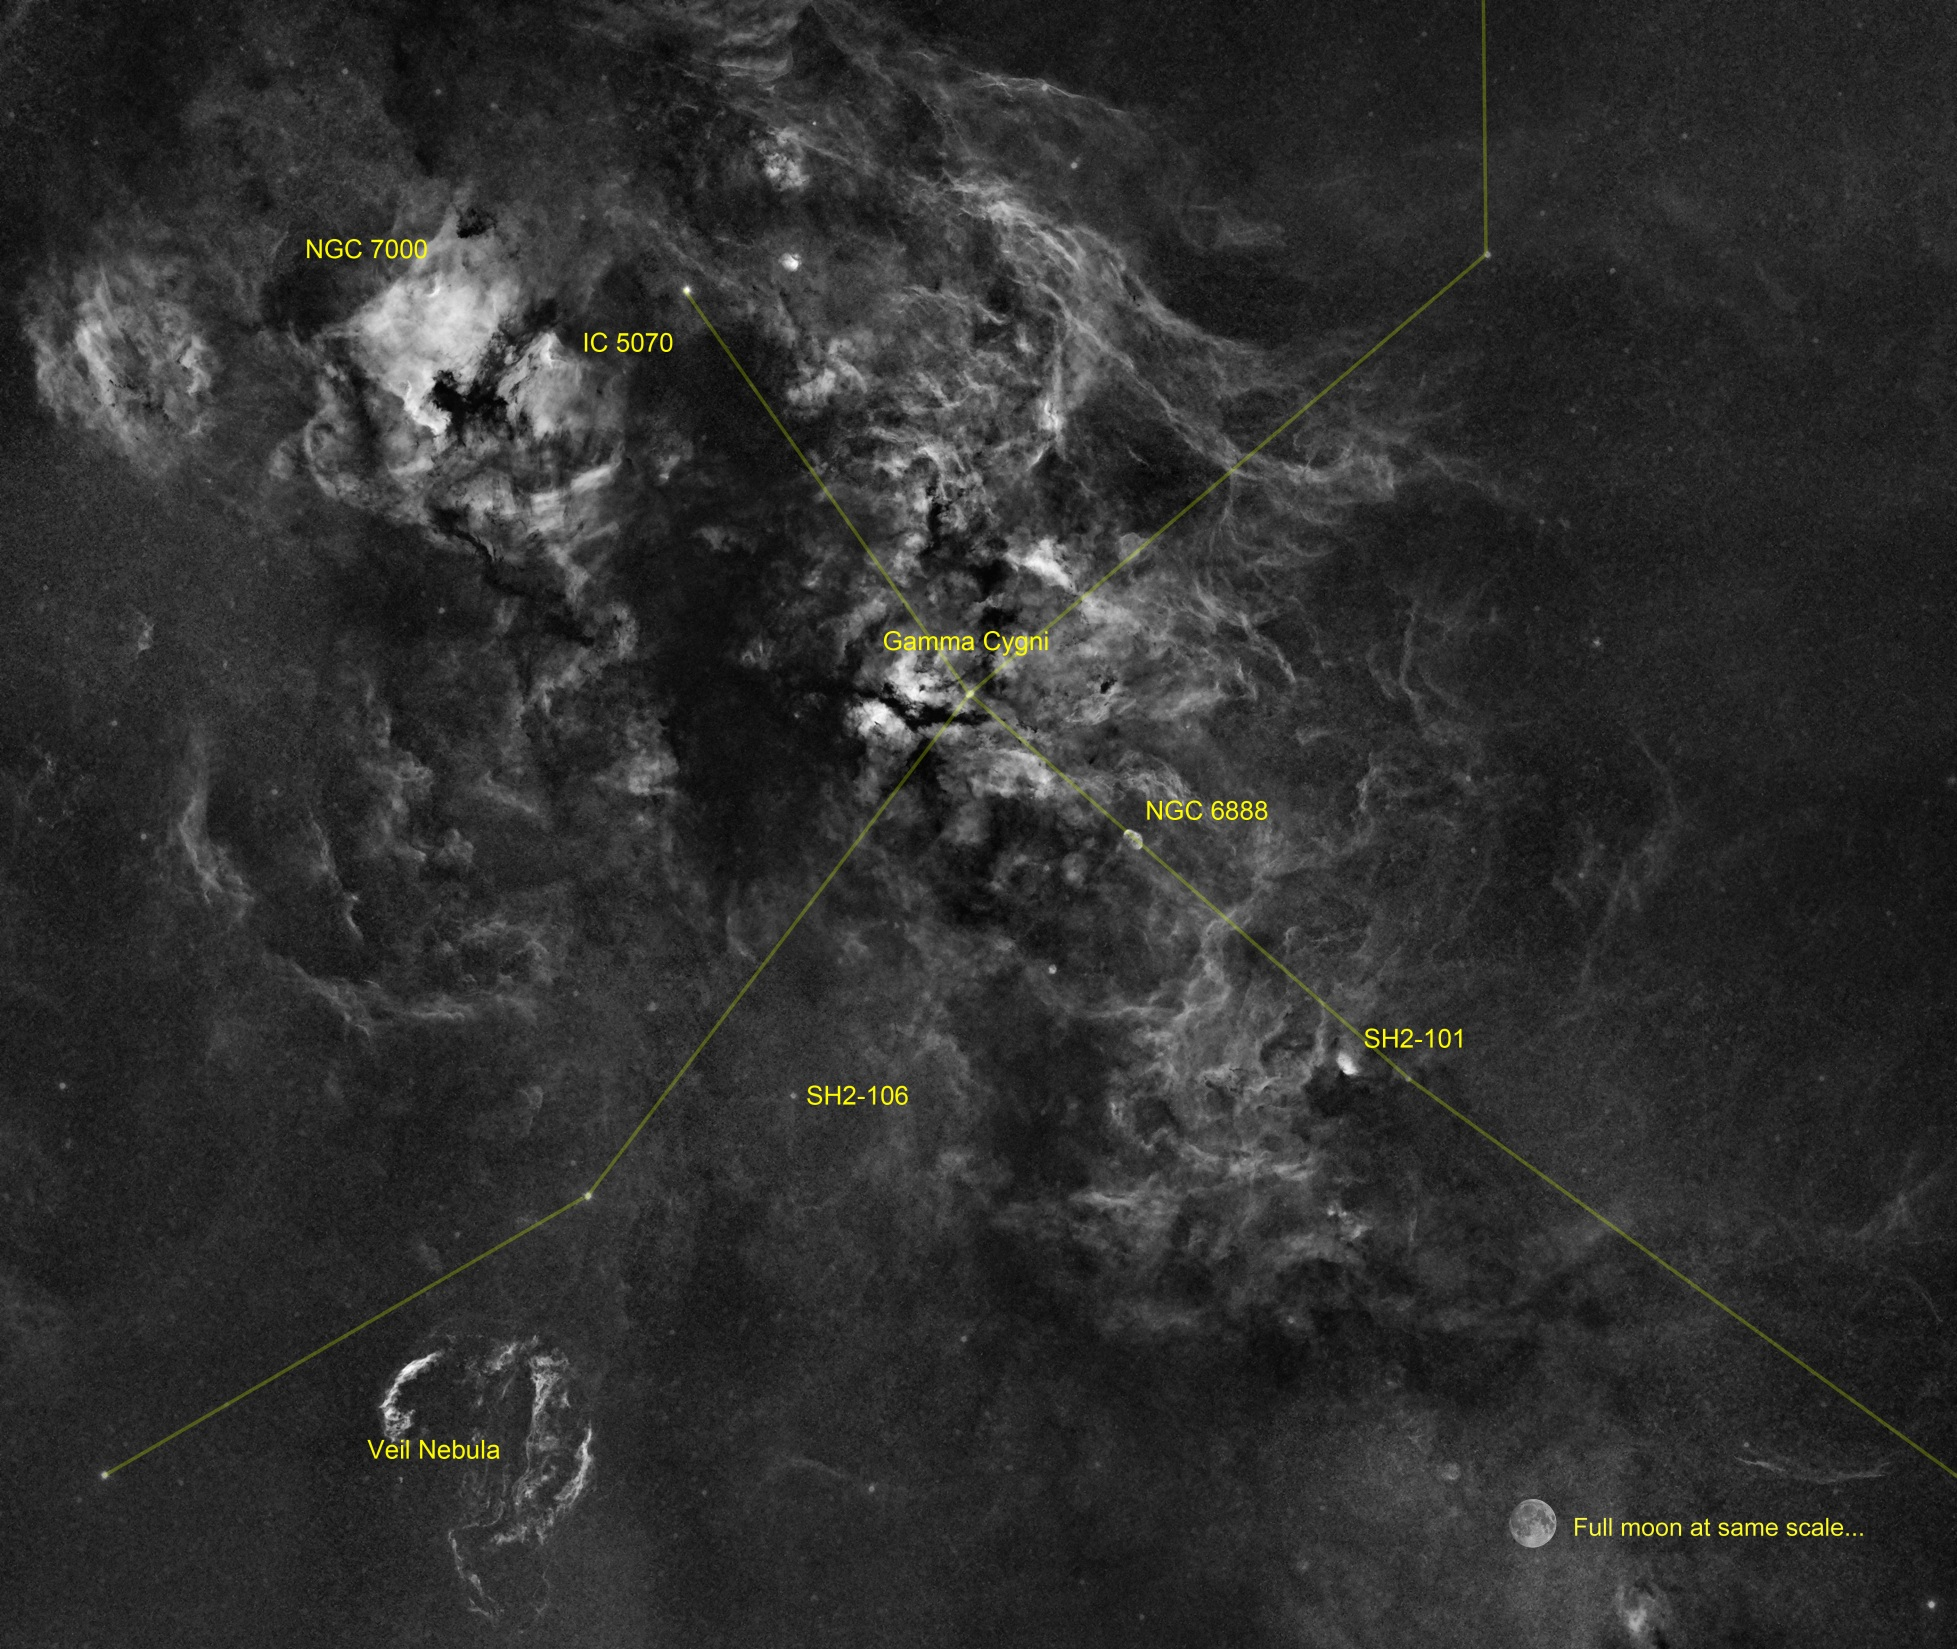 NGC 7000
IC 5070
Gamma Cygni
NGC 6888
SH2-101
SH2-106
Veil Nebula
Full moon at same scale...